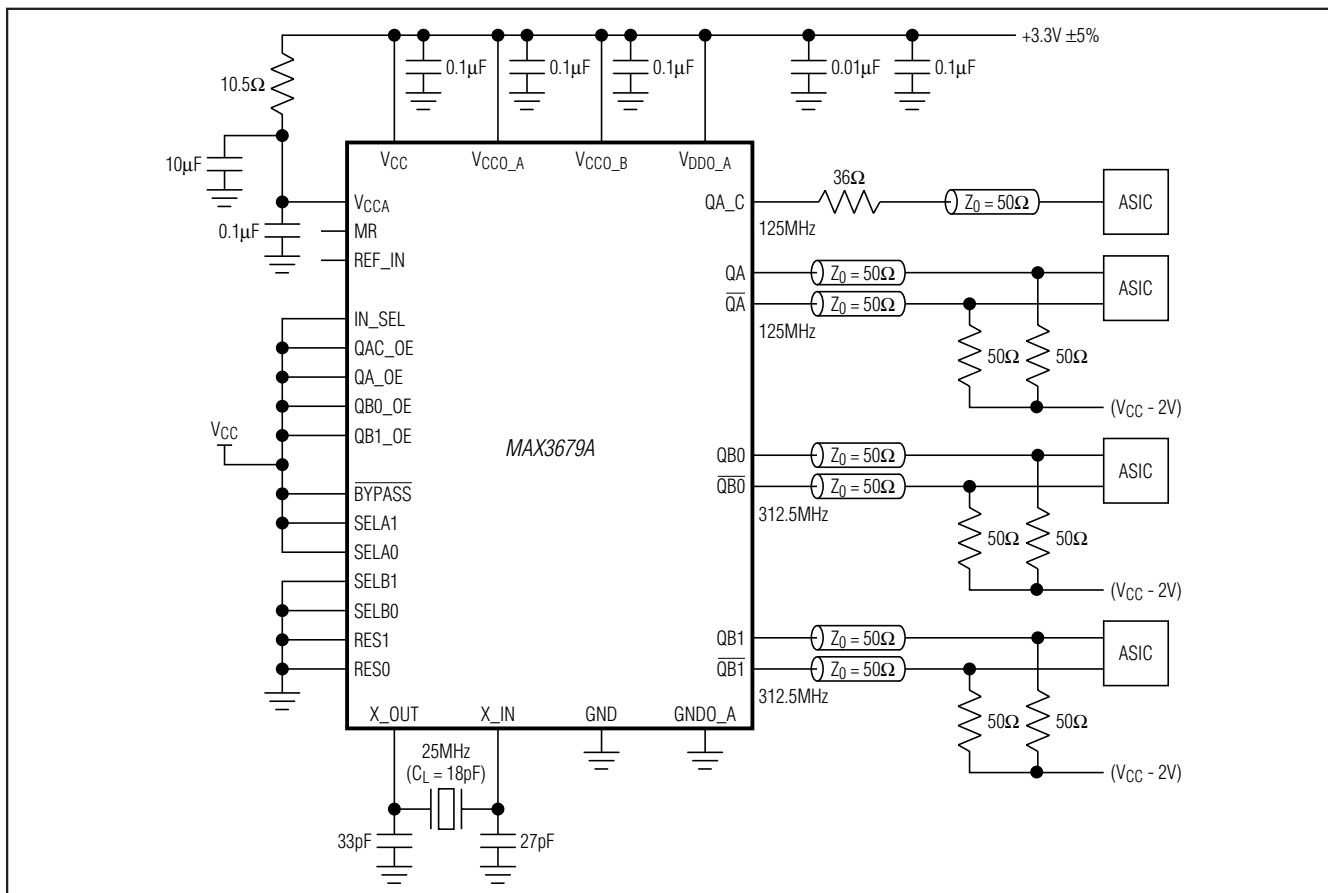 +3.3V ±5%
0.1µF
0.1µF
0.1µF
0.01µF
0.1µF
10.5Ω
10µF
VCC
VCCO_A
VCCO_B
VDDO_A
36Ω
VCCA
QA_C
Z0 = 50Ω
ASIC
0.1µF
MR
125MHz
REF_IN
QA
Z0 = 50Ω
ASIC
Q̅A̅
Z0 = 50Ω
125MHz
IN_SEL
QAC_OE
50Ω
50Ω
QA_OE
QB0_OE
(VCC - 2V)
VCC
QB1_OE
MAX3679A
QB0
Z0 = 50Ω
ASIC
Q̅B̅0̅
Z0 = 50Ω
B̅Y̅P̅A̅S̅S̅
312.5MHz
SELA1
50Ω
50Ω
SELA0
SELB1
(VCC - 2V)
SELB0
RES1
QB1
Z0 = 50Ω
ASIC
RES0
Q̅B̅1̅
Z0 = 50Ω
312.5MHz
X_OUT
X_IN
GND
GNDO_A
50Ω
50Ω
25MHz
(CL = 18pF)
(VCC - 2V)
33pF
27pF